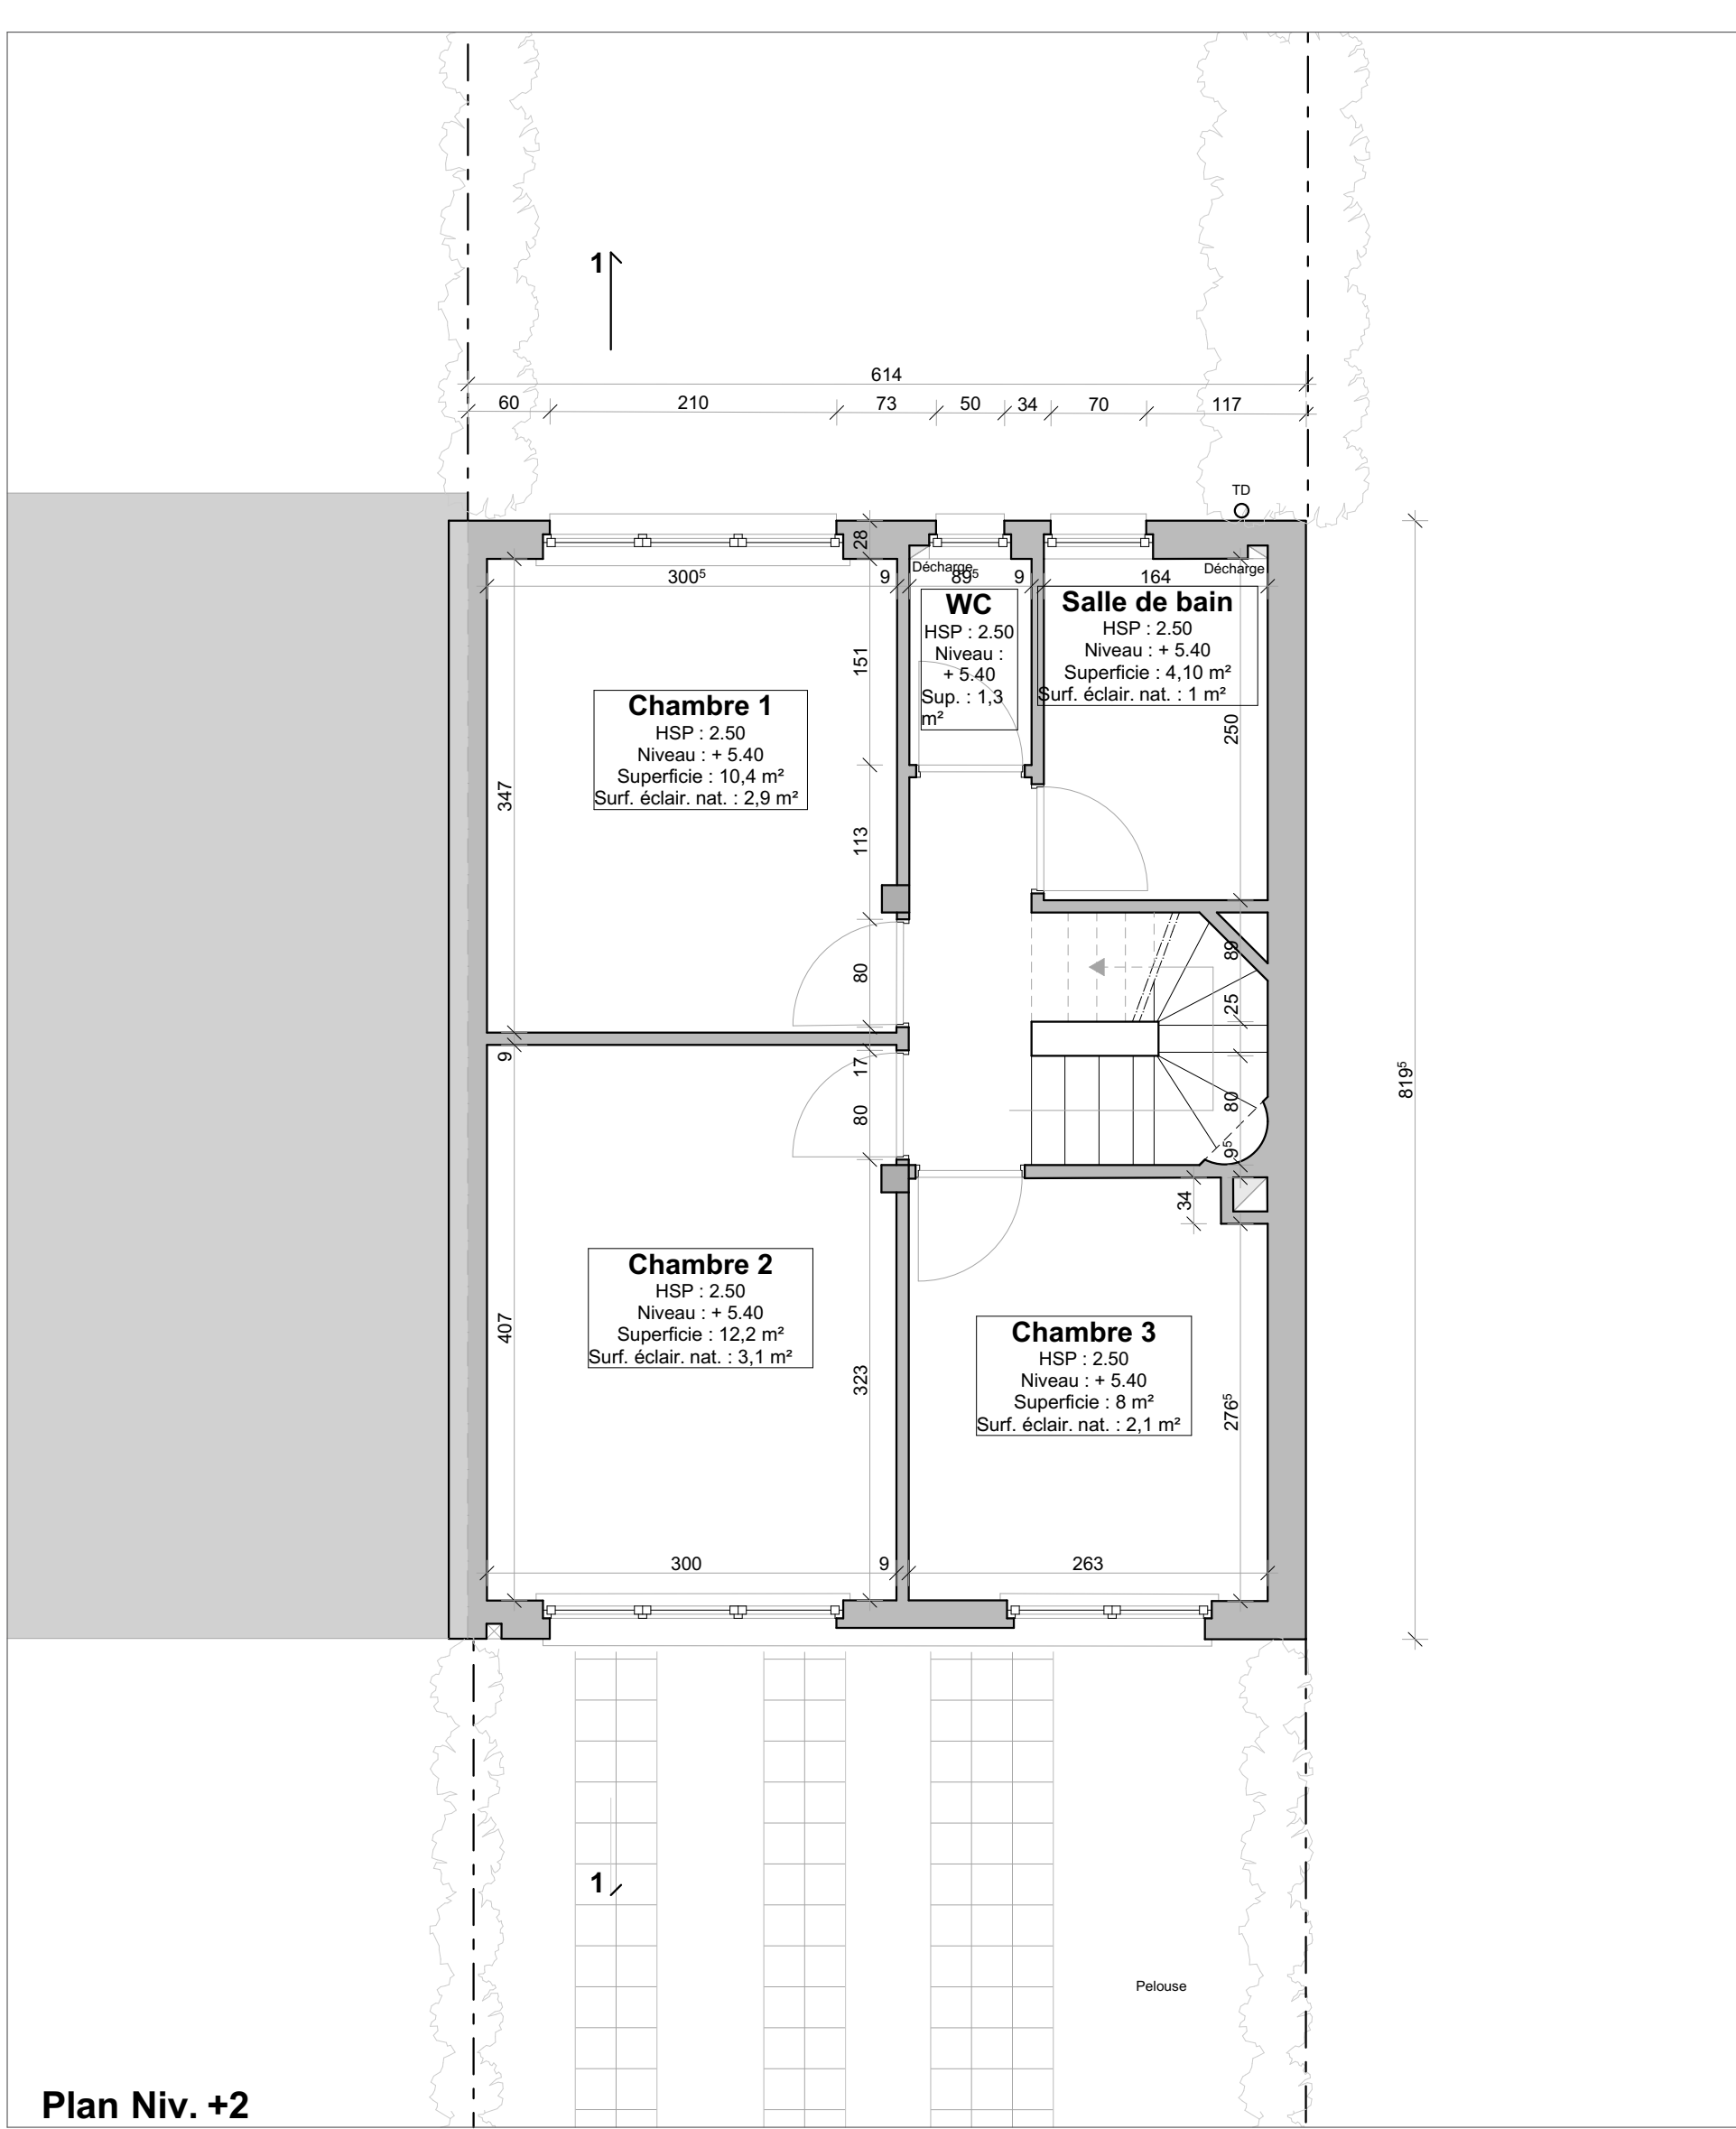 1
614
60
210
73
50
34
70
117
TD
28
Décharge
Décharge
300⁵
9
89⁵
9
164
WC
HSP : 2.50
Niveau :
+ 5.40
Sup. : 1,3
m²
Salle de bain
HSP : 2.50
Niveau : + 5.40
Superficie : 4,10 m²
Surf. éclair. nat. : 1 m²
151
250
Chambre 1
HSP : 2.50
Niveau : + 5.40
Superficie : 10,4 m²
Surf. éclair. nat. : 2,9 m²
347
113
89
80
25
9
17
80
80
9⁵
819⁵
34
Chambre 2
HSP : 2.50
Niveau : + 5.40
Superficie : 12,2 m²
Surf. éclair. nat. : 3,1 m²
407
323
Chambre 3
HSP : 2.50
Niveau : + 5.40
Superficie : 8 m²
Surf. éclair. nat. : 2,1 m²
276⁵
300
9
263
1
Pelouse
Plan Niv. +2